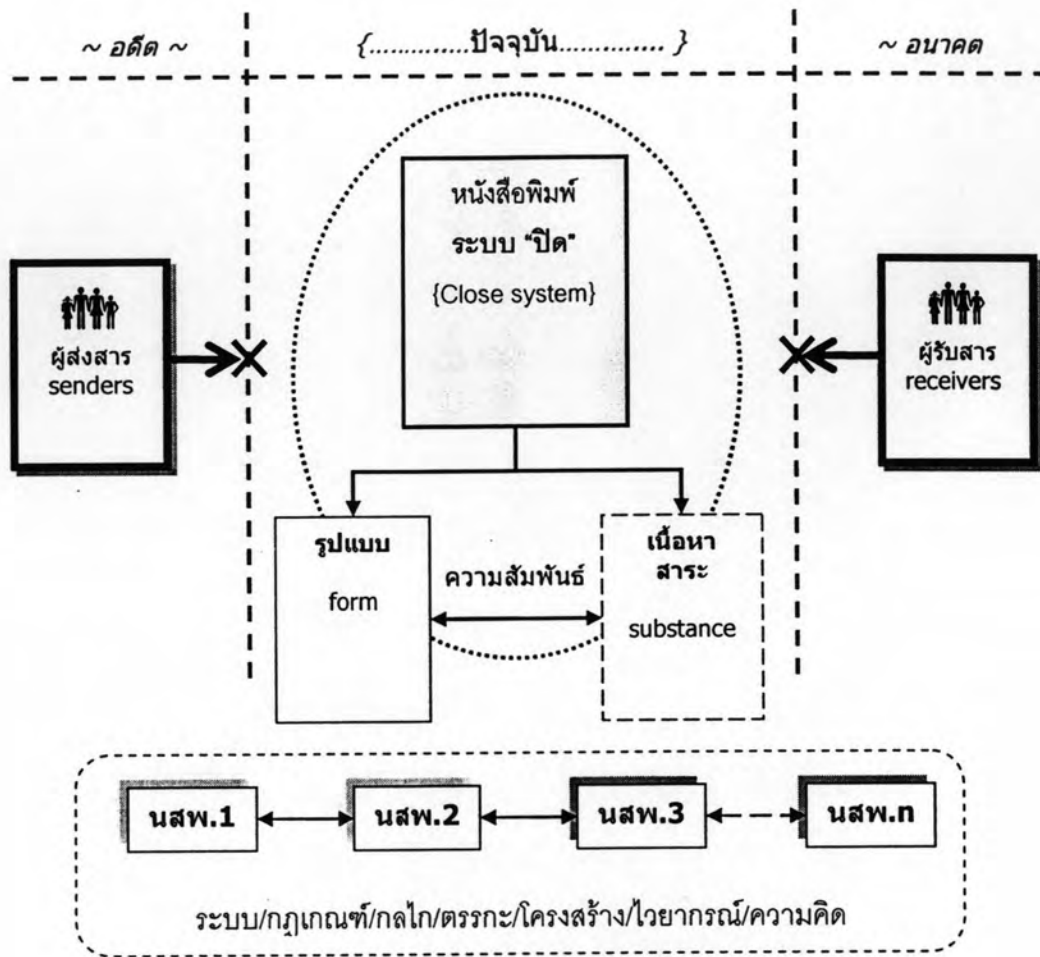 ~ อดีต ~
{.............ปัจจุบัน.............. }
~ อนาคต
หนังสือพิมพ์
ระบบ "ปิด"
{Close system}
ผู้ส่งสาร
senders
ผู้รับสาร
receivers
รูปแบบ
form
ความสัมพันธ์
เนื้อหา
สาระ
substance
นสพ.1
นสพ.2
นสพ.3
นสพ.n
ระบบ/กฎเกณฑ์/กลไก/ตรรกะ/โครงสร้าง/ไวยากรณ์/ความคิด